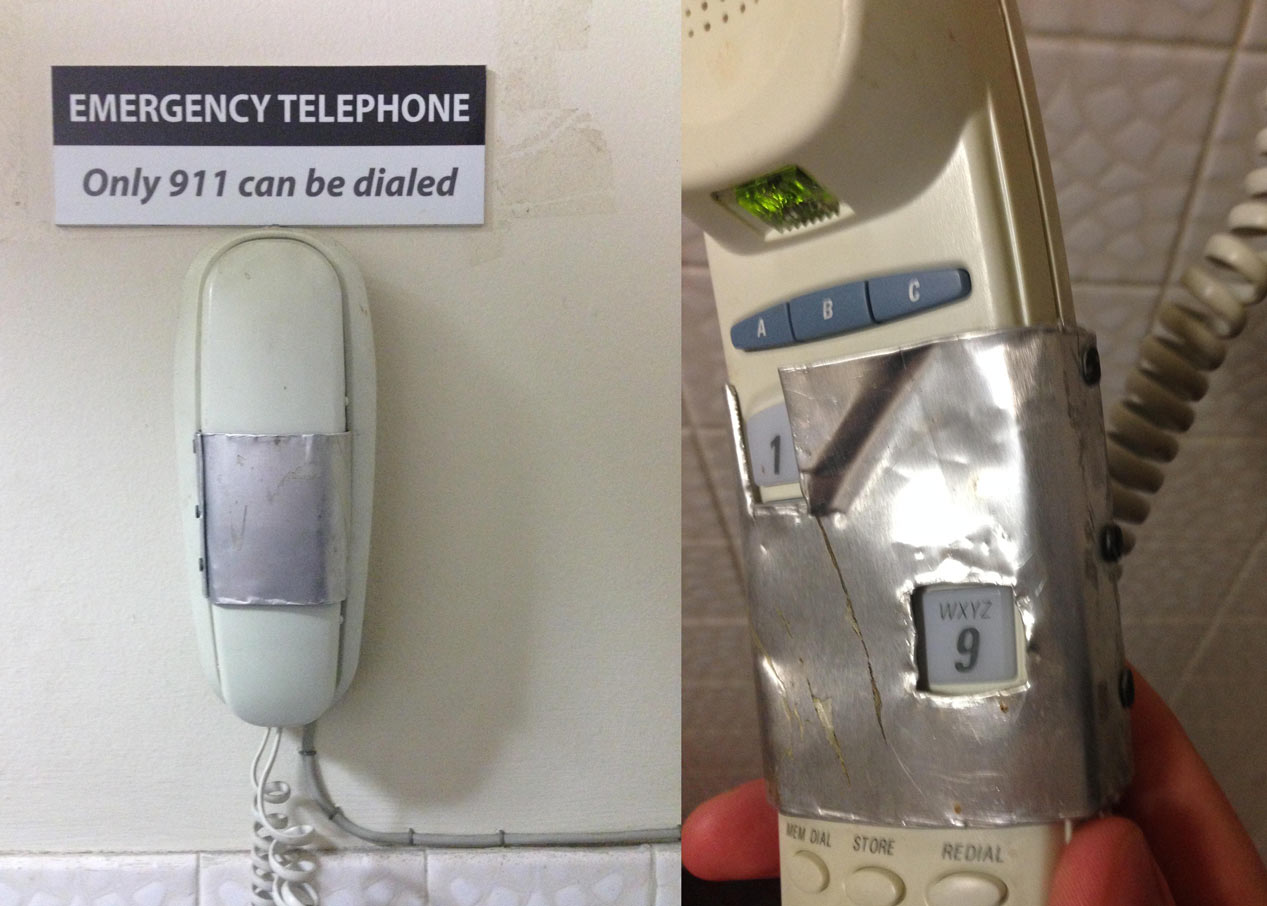 EMERGENCY TELEPHONE
Only 911 can be dialed
A B C
1
WXYZ
9
MEM DIAL STORE REDIAL